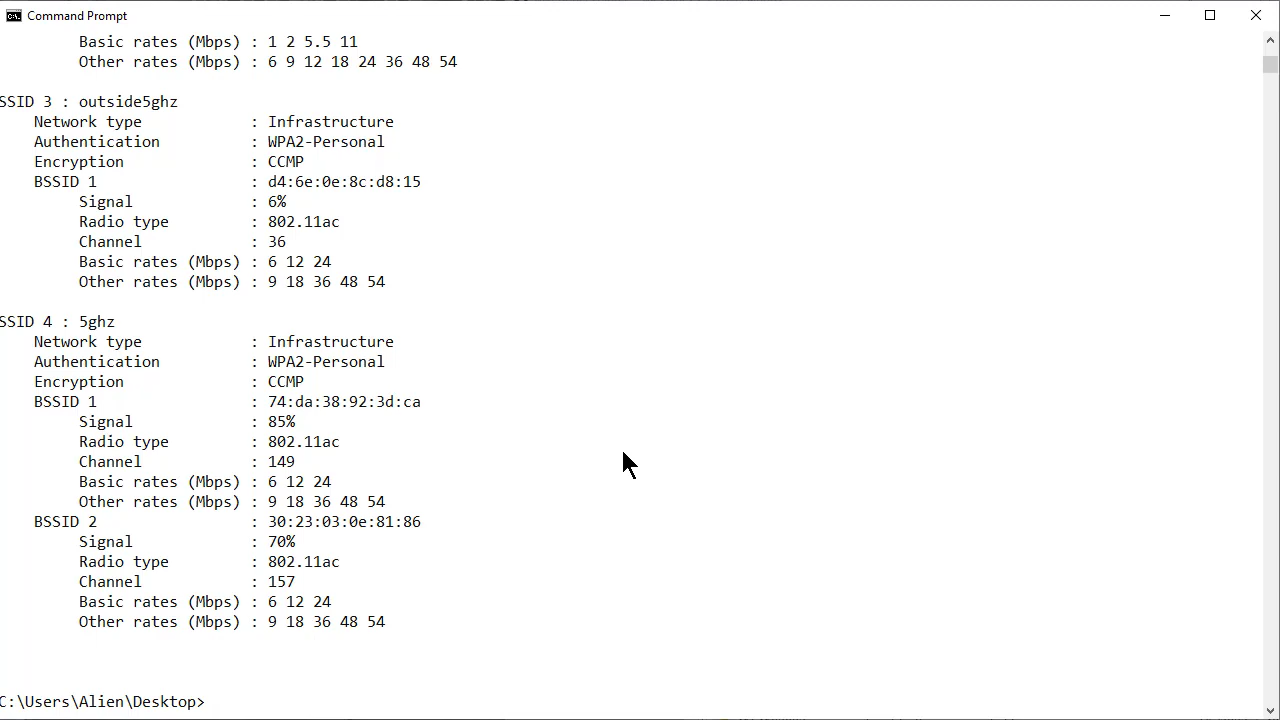 Command Prompt
Basic rates (Mbps) : 1 2 5.5 11
Other rates (Mbps) : 6 9 12 18 24 36 48 54
SSID 3 : outside5ghz
Network type : Infrastructure
Authentication : WPA2-Personal
Encryption : CCMP
BSSID 1 : d4:6e:0e:8c:d8:15
Signal : 6%
Radio type : 802.11ac
Channel : 36
Basic rates (Mbps) : 6 12 24
Other rates (Mbps) : 9 18 36 48 54
SSID 4 : 5ghz
Network type : Infrastructure
Authentication : WPA2-Personal
Encryption : CCMP
BSSID 1 : 74:da:38:92:3d:ca
Signal : 85%
Radio type : 802.11ac
Channel : 149
Basic rates (Mbps) : 6 12 24
Other rates (Mbps) : 9 18 36 48 54
BSSID 2 : 30:23:03:0e:81:86
Signal : 70%
Radio type : 802.11ac
Channel : 157
Basic rates (Mbps) : 6 12 24
Other rates (Mbps) : 9 18 36 48 54
C:\Users\Alien\Desktop>